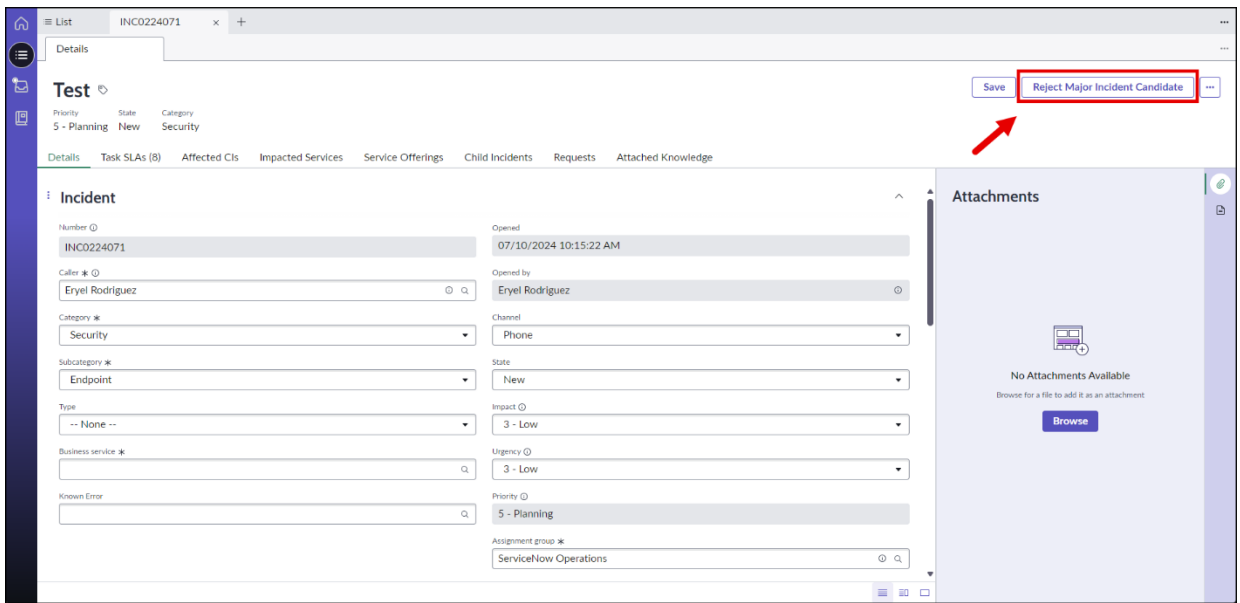 List
INC0224071
Details
Test
Priority State Category
5 - Planning New Security
Save Reject Major Incident Candidate
Details Task SLAs (8) Affected CIs Impacted Services Service Offerings Child Incidents Requests Attached Knowledge
Incident
Number
INC0224071
Caller
Eryel Rodriguez
Category
Security
Subcategory
Endpoint
Type
-- None --
Business service
Known Error
Opened
07/10/2024 10:15:22 AM
Opened by
Eryel Rodriguez
Channel
Phone
State
New
Impact
3 - Low
Urgency
3 - Low
Priority
5 - Planning
Assignment group
ServiceNow Operations
Attachments
No Attachments Available
Browse for a file to add it as an attachment
Browse